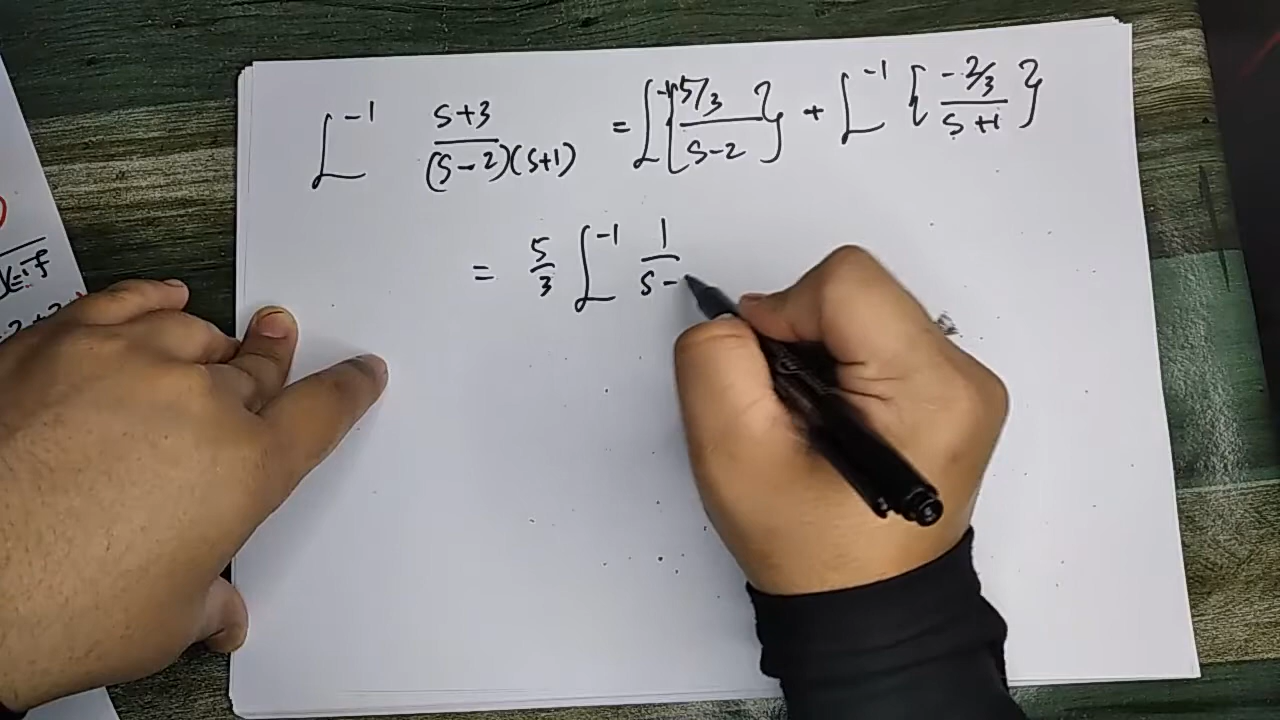 L⁻¹ s+3/(s-2)(s+1) = L⁻¹{5/3/s-2} + L⁻¹{-2/3/s+1}
= 5/3 L⁻¹ 1/s-